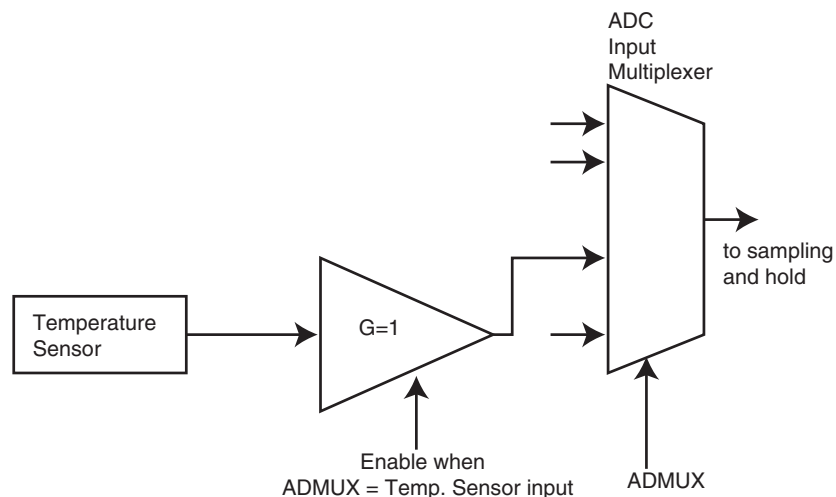 ADC
Input
Multiplexer
to sampling
and hold
Temperature
Sensor
G=1
Enable when
ADMUX = Temp. Sensor input
ADMUX